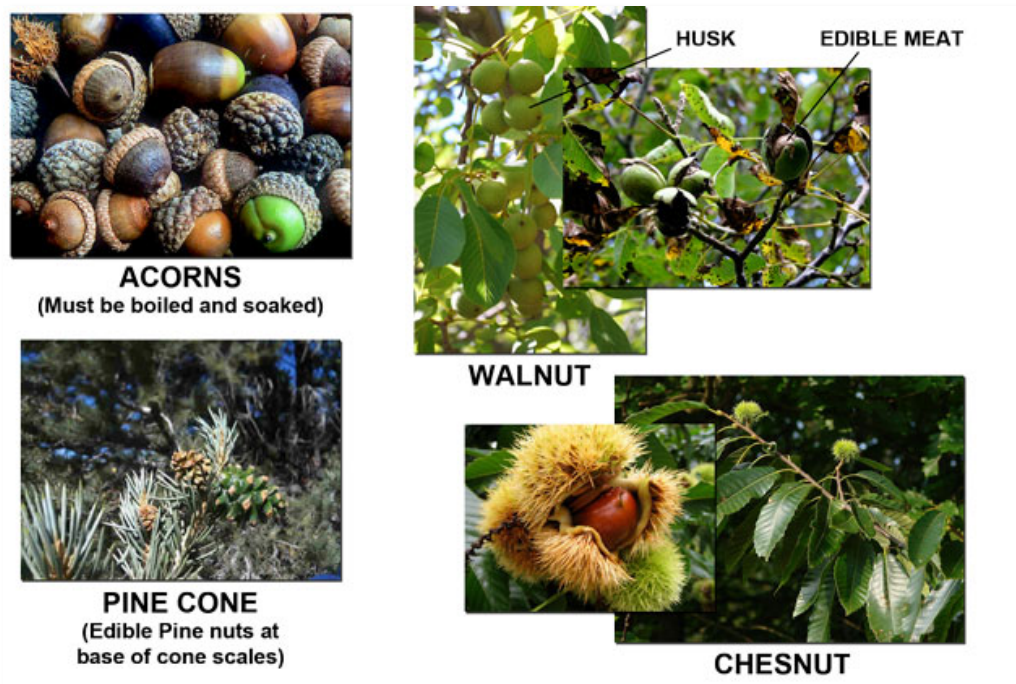 HUSK
EDIBLE MEAT
ACORNS
(Must be boiled and soaked)
WALNUT
PINE CONE
(Edible Pine nuts at
base of cone scales)
CHESNUT